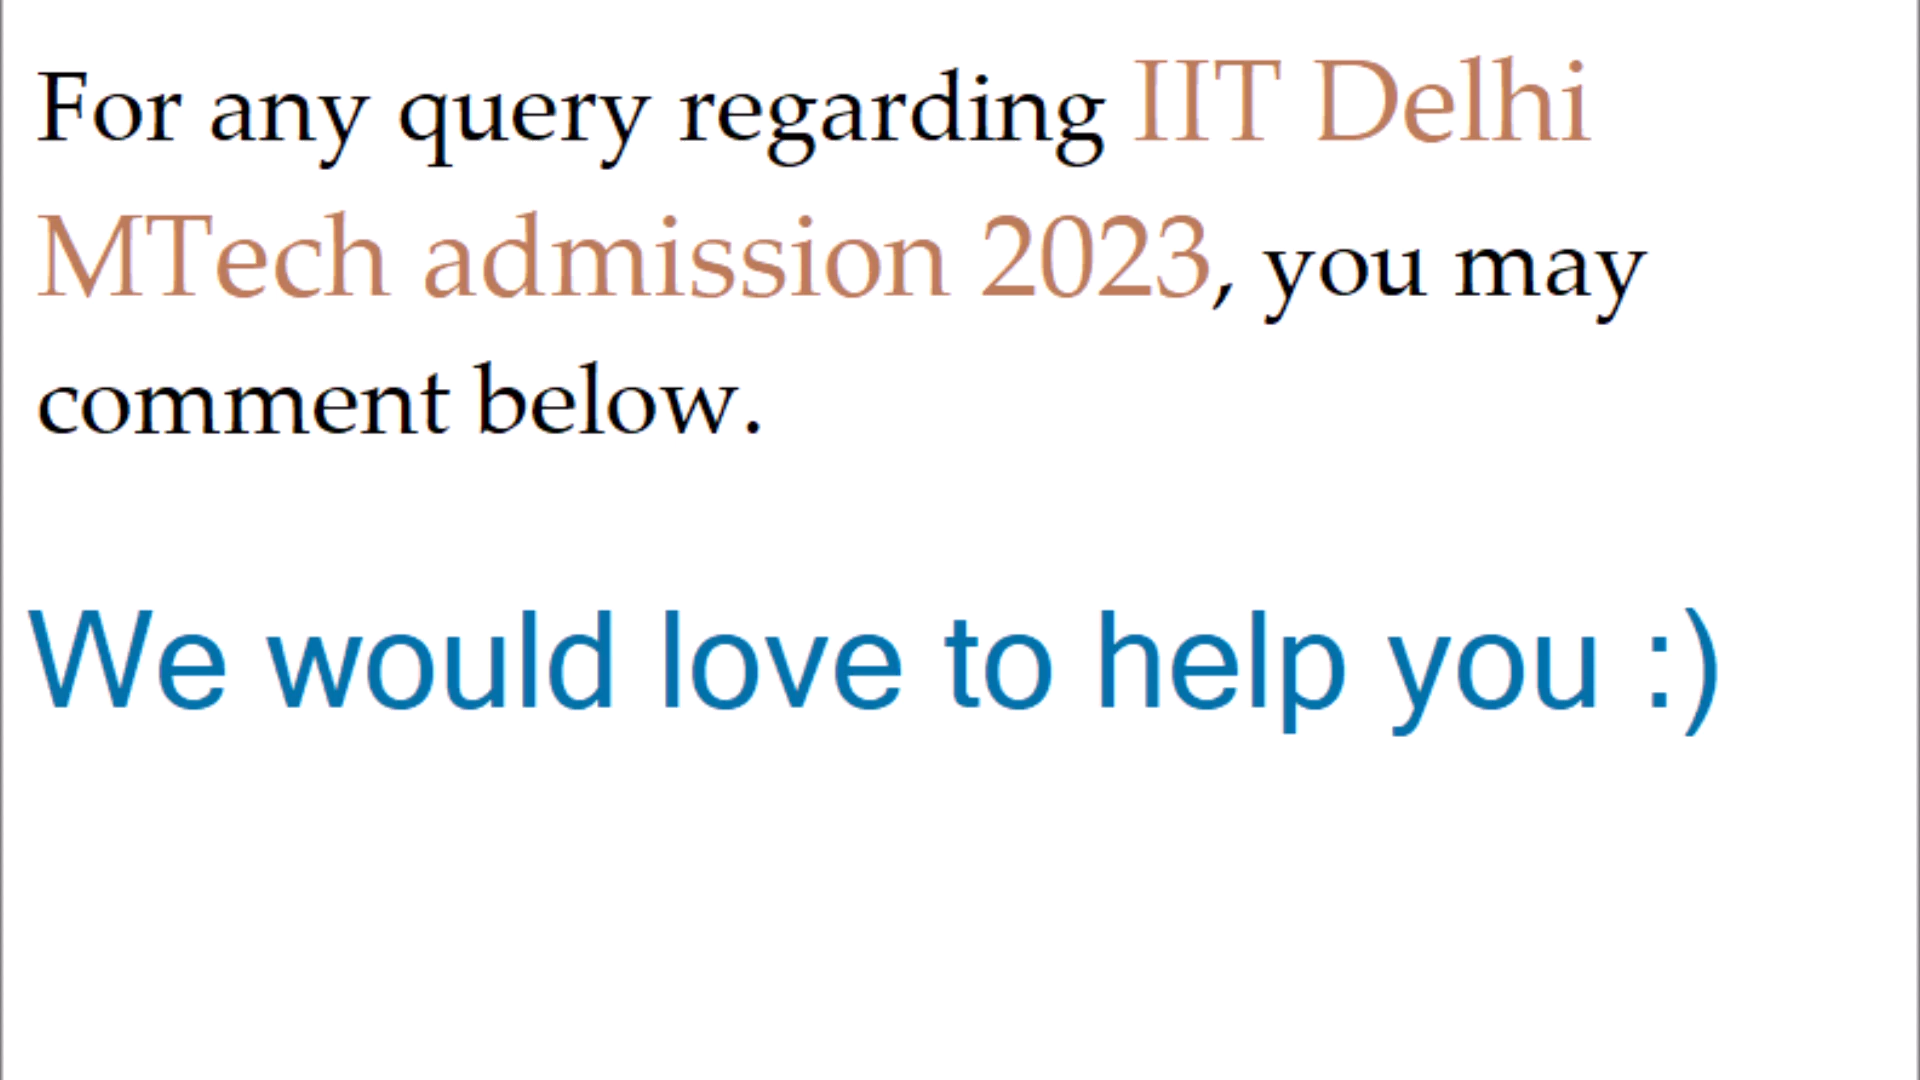 For any query regarding IIT Delhi
MTech admission 2023, you may
comment below.
We would love to help you :)